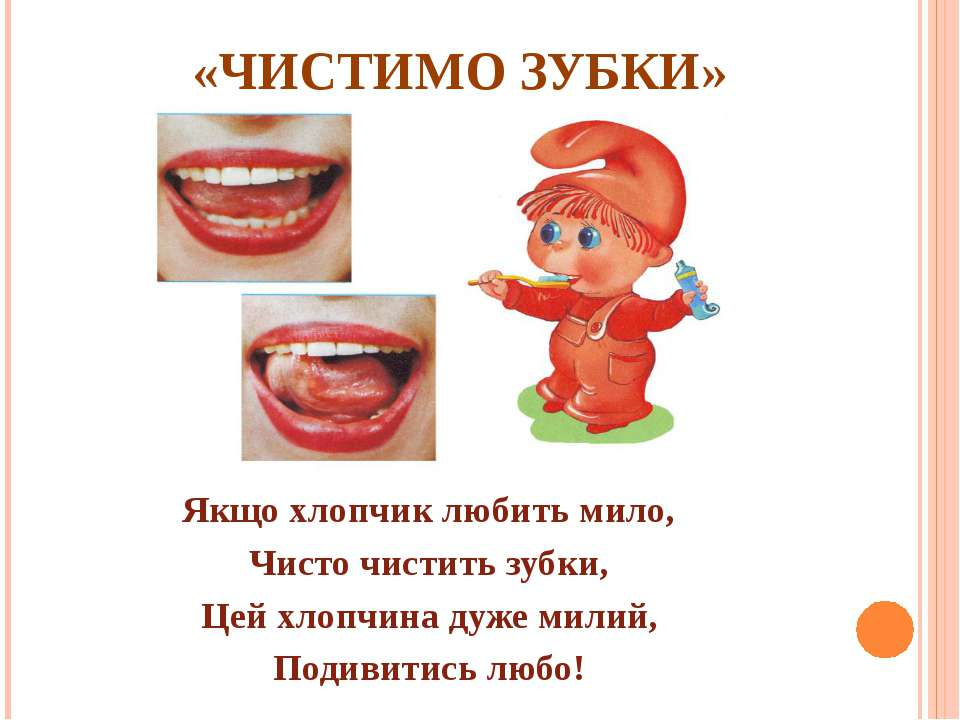 «ЧИСТИМО ЗУБКИ»
Якщо хлопчик любить мило,
Чисто чистить зубки,
Цей хлопчина дуже милий,
Подивитись любо!